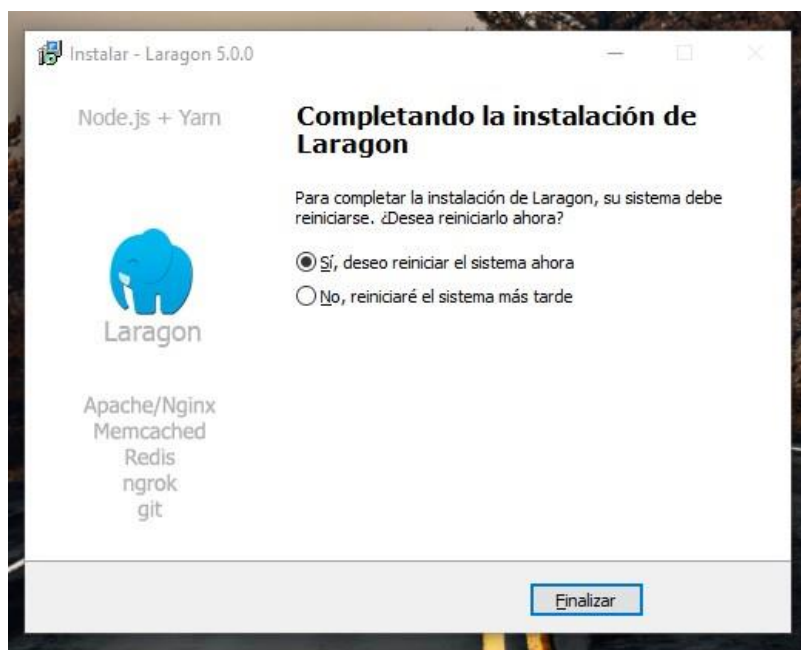 Instalar - Laragon 5.0.0
Node.js + Yarn
Laragon
Apache/Nginx
Memcached
Redis
ngrok
git
Completando la instalación de
Laragon
Para completar la instalación de Laragon, su sistema debe
reiniciarse. ¿Desea reiniciarlo ahora?
Sí, deseo reiniciar el sistema ahora
No, reiniciaré el sistema más tarde
Finalizar